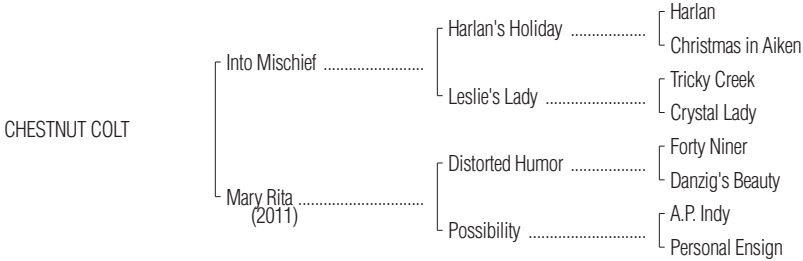 Harlan
Harlan's Holiday ....................
Christmas in Aiken
Into Mischief ...........................
Tricky Creek
Leslie's Lady ...........................
Crystal Lady
CHESTNUT COLT
Forty Niner
Distorted Humor ....................
Danzig's Beauty
Mary Rita .................................
(2011)
A.P. Indy
Possibility ................................
Personal Ensign